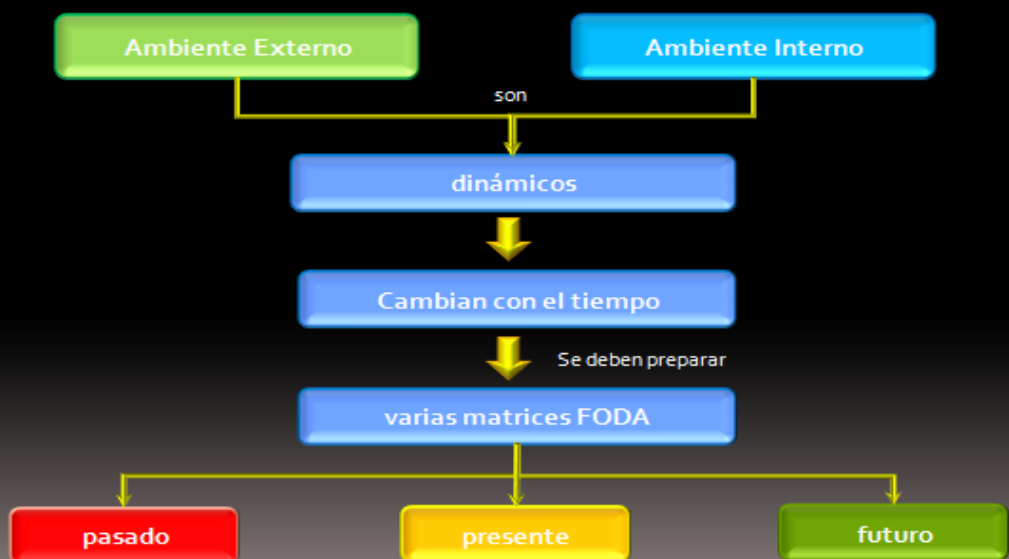 Ambiente Externo
Ambiente Interno
son
dinámicos
Cambian con el tiempo
Se deben preparar
varias matrices FODA
pasado
presente
futuro